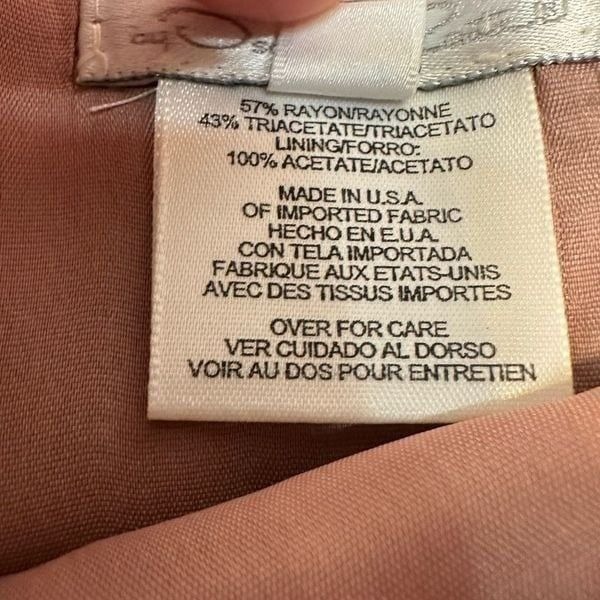 57% RAYON/RAYONNE
43% TRIACETATE/TRIACETATO
LINING/FORRO:
100% ACETATE/ACETATO
MADE IN U.S.A.
OF IMPORTED FABRIC
HECHO EN E.U.A.
CON TELA IMPORTADA
FABRIQUE AUX ETATS-UNIS
AVEC DES TISSUS IMPORTES
OVER FOR CARE
VER CUIDADO AL DORSO
VOIR AU DOS POUR ENTRETIEN